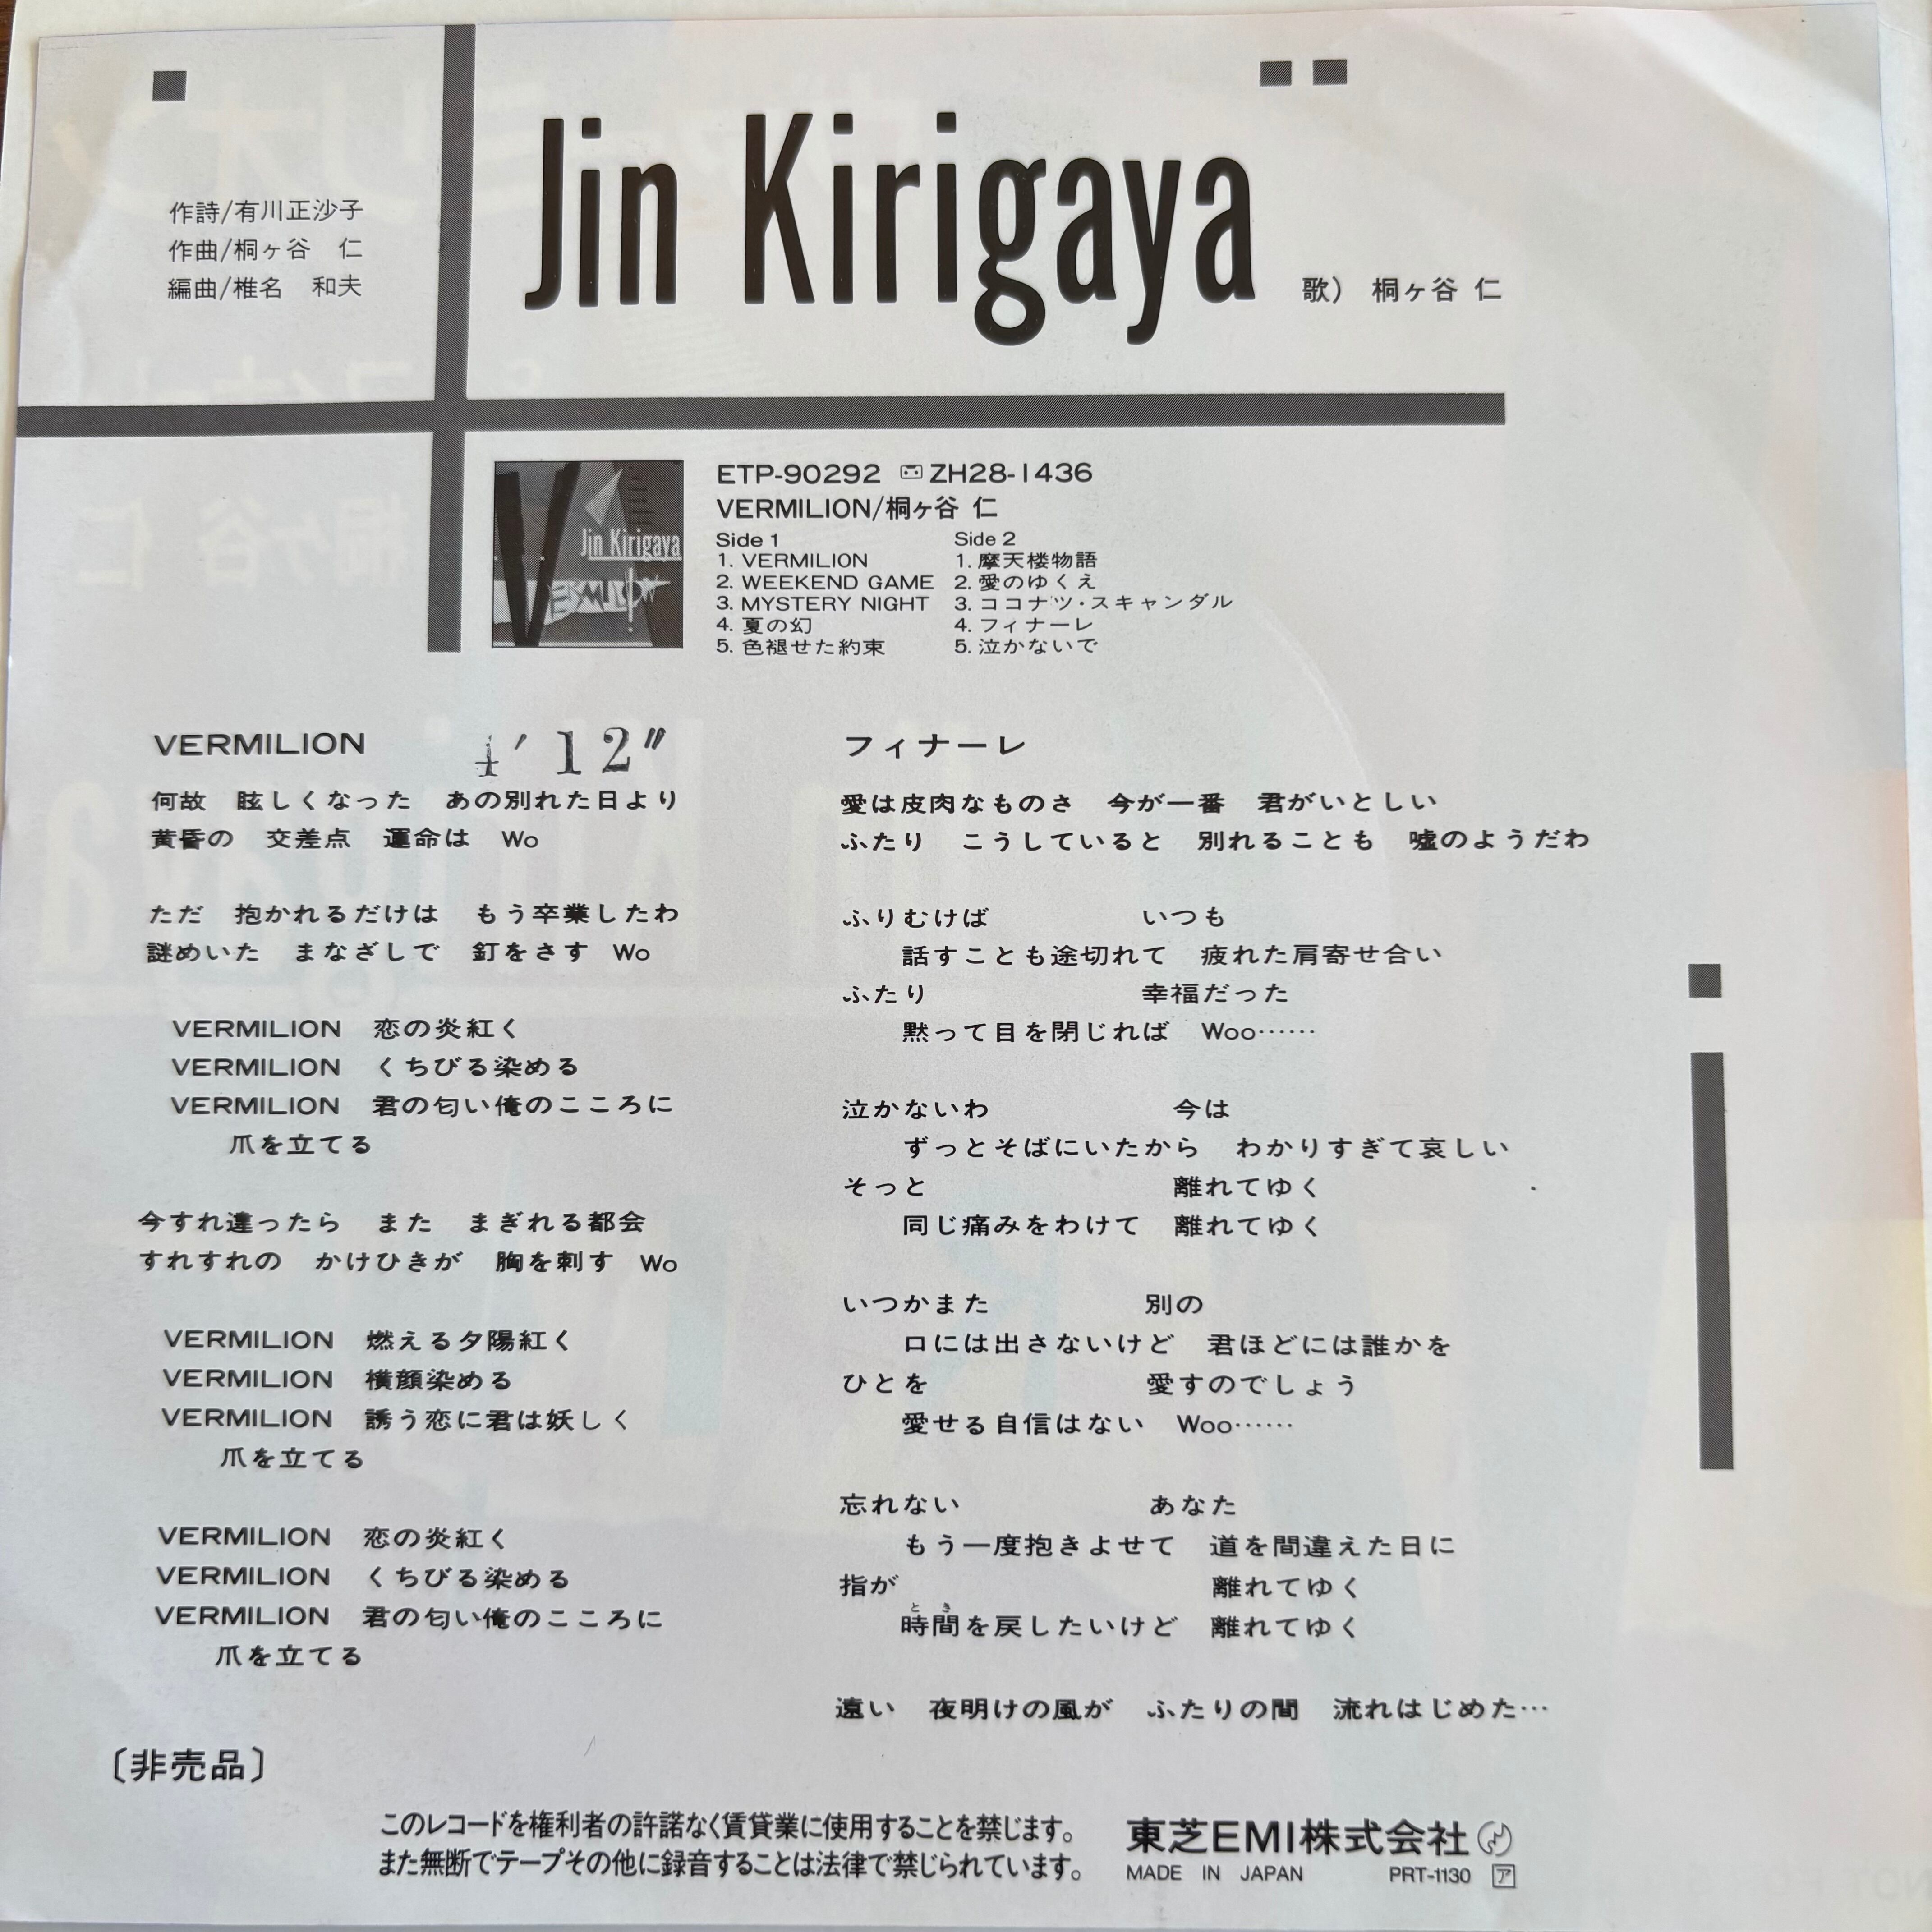 作詩/有川正沙子
作曲/桐ヶ谷　仁
編曲/椎名　和夫
Jin Kirigaya
歌） 桐ヶ谷 仁
Jin Kirigaya
VERMILION
ETP-90292 ZH28-1436
VERMILION/桐ヶ谷 仁
Side 1
1. VERMILION
2. WEEKEND GAME
3. MYSTERY NIGHT
4. 夏の幻
5. 色褪せた約束
Side 2
1. 摩天楼物語
2. 愛のゆくえ
3. ココナツ・スキャンダル
4. フィナーレ
5. 泣かないで
VERMILION 4′12″
何故　眩しくなった　あの別れた日より
黄昏の　交差点　運命は　Wo
ただ　抱かれるだけは　もう卒業したわ
謎めいた　まなざしで　釘をさす　Wo
VERMILION　恋の炎紅く
VERMILION　くちびる染める
VERMILION　君の匂い俺のこころに
爪を立てる
今すれ違ったら　また　まぎれる都会
すれすれの　かけひきが　胸を刺す　Wo
VERMILION　燃える夕陽紅く
VERMILION　横顔染める
VERMILION　誘う恋に君は妖しく
爪を立てる
VERMILION　恋の炎紅く
VERMILION　くちびる染める
VERMILION　君の匂い俺のこころに
爪を立てる
フィナーレ
愛は皮肉なものさ　今が一番　君がいとしい
ふたり　こうしていると　別れることも　嘘のようだわ
ふりむけば　いつも
話すことも途切れて　疲れた肩寄せ合い
ふたり　幸福だった
黙って目を閉じれば　Woo……
泣かないわ　今は
ずっとそばにいたから　わかりすぎて哀しい
そっと　離れてゆく
同じ痛みをわけて　離れてゆく
いつかまた　別の
口には出さないけど　君ほどには誰かを
ひとを　愛すのでしょう
愛せる自信はない　Woo……
忘れない　あなた
もう一度抱きよせて　道を間違えた日に
指が　離れてゆく
とき
時間を戻したいけど　離れてゆく
遠い　夜明けの風が　ふたりの間　流れはじめた…
〔非売品〕
このレコードを権利者の許諾なく賃貸業に使用することを禁じます。
また無断でテープその他に録音することは法律で禁じられています。
東芝EMI株式会社
MADE IN JAPAN PRT-1130 ア